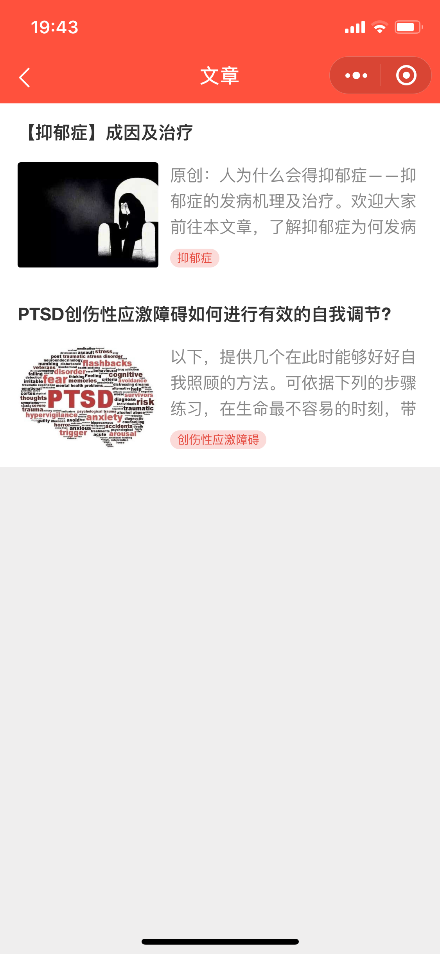 19:43
文章
【抑郁症】成因及治疗
原创：人为什么会得抑郁症——抑
郁症的发病机理及治疗。欢迎大家
前往本文章，了解抑郁症为何发病
抑郁症
PTSD创伤性应激障碍如何进行有效的自我调节?
以下，提供几个在此时能够好好自
我照顾的方法。可依据下列的步骤
练习，在生命最不容易的时刻，带
创伤性应激障碍
stress
flashbacks
cognitive
disorder
fear memories
avoidance
survivors
thoughts
PTSD
risk
trauma
traumatic
hypervigilance
anxiety
trigger
arousal